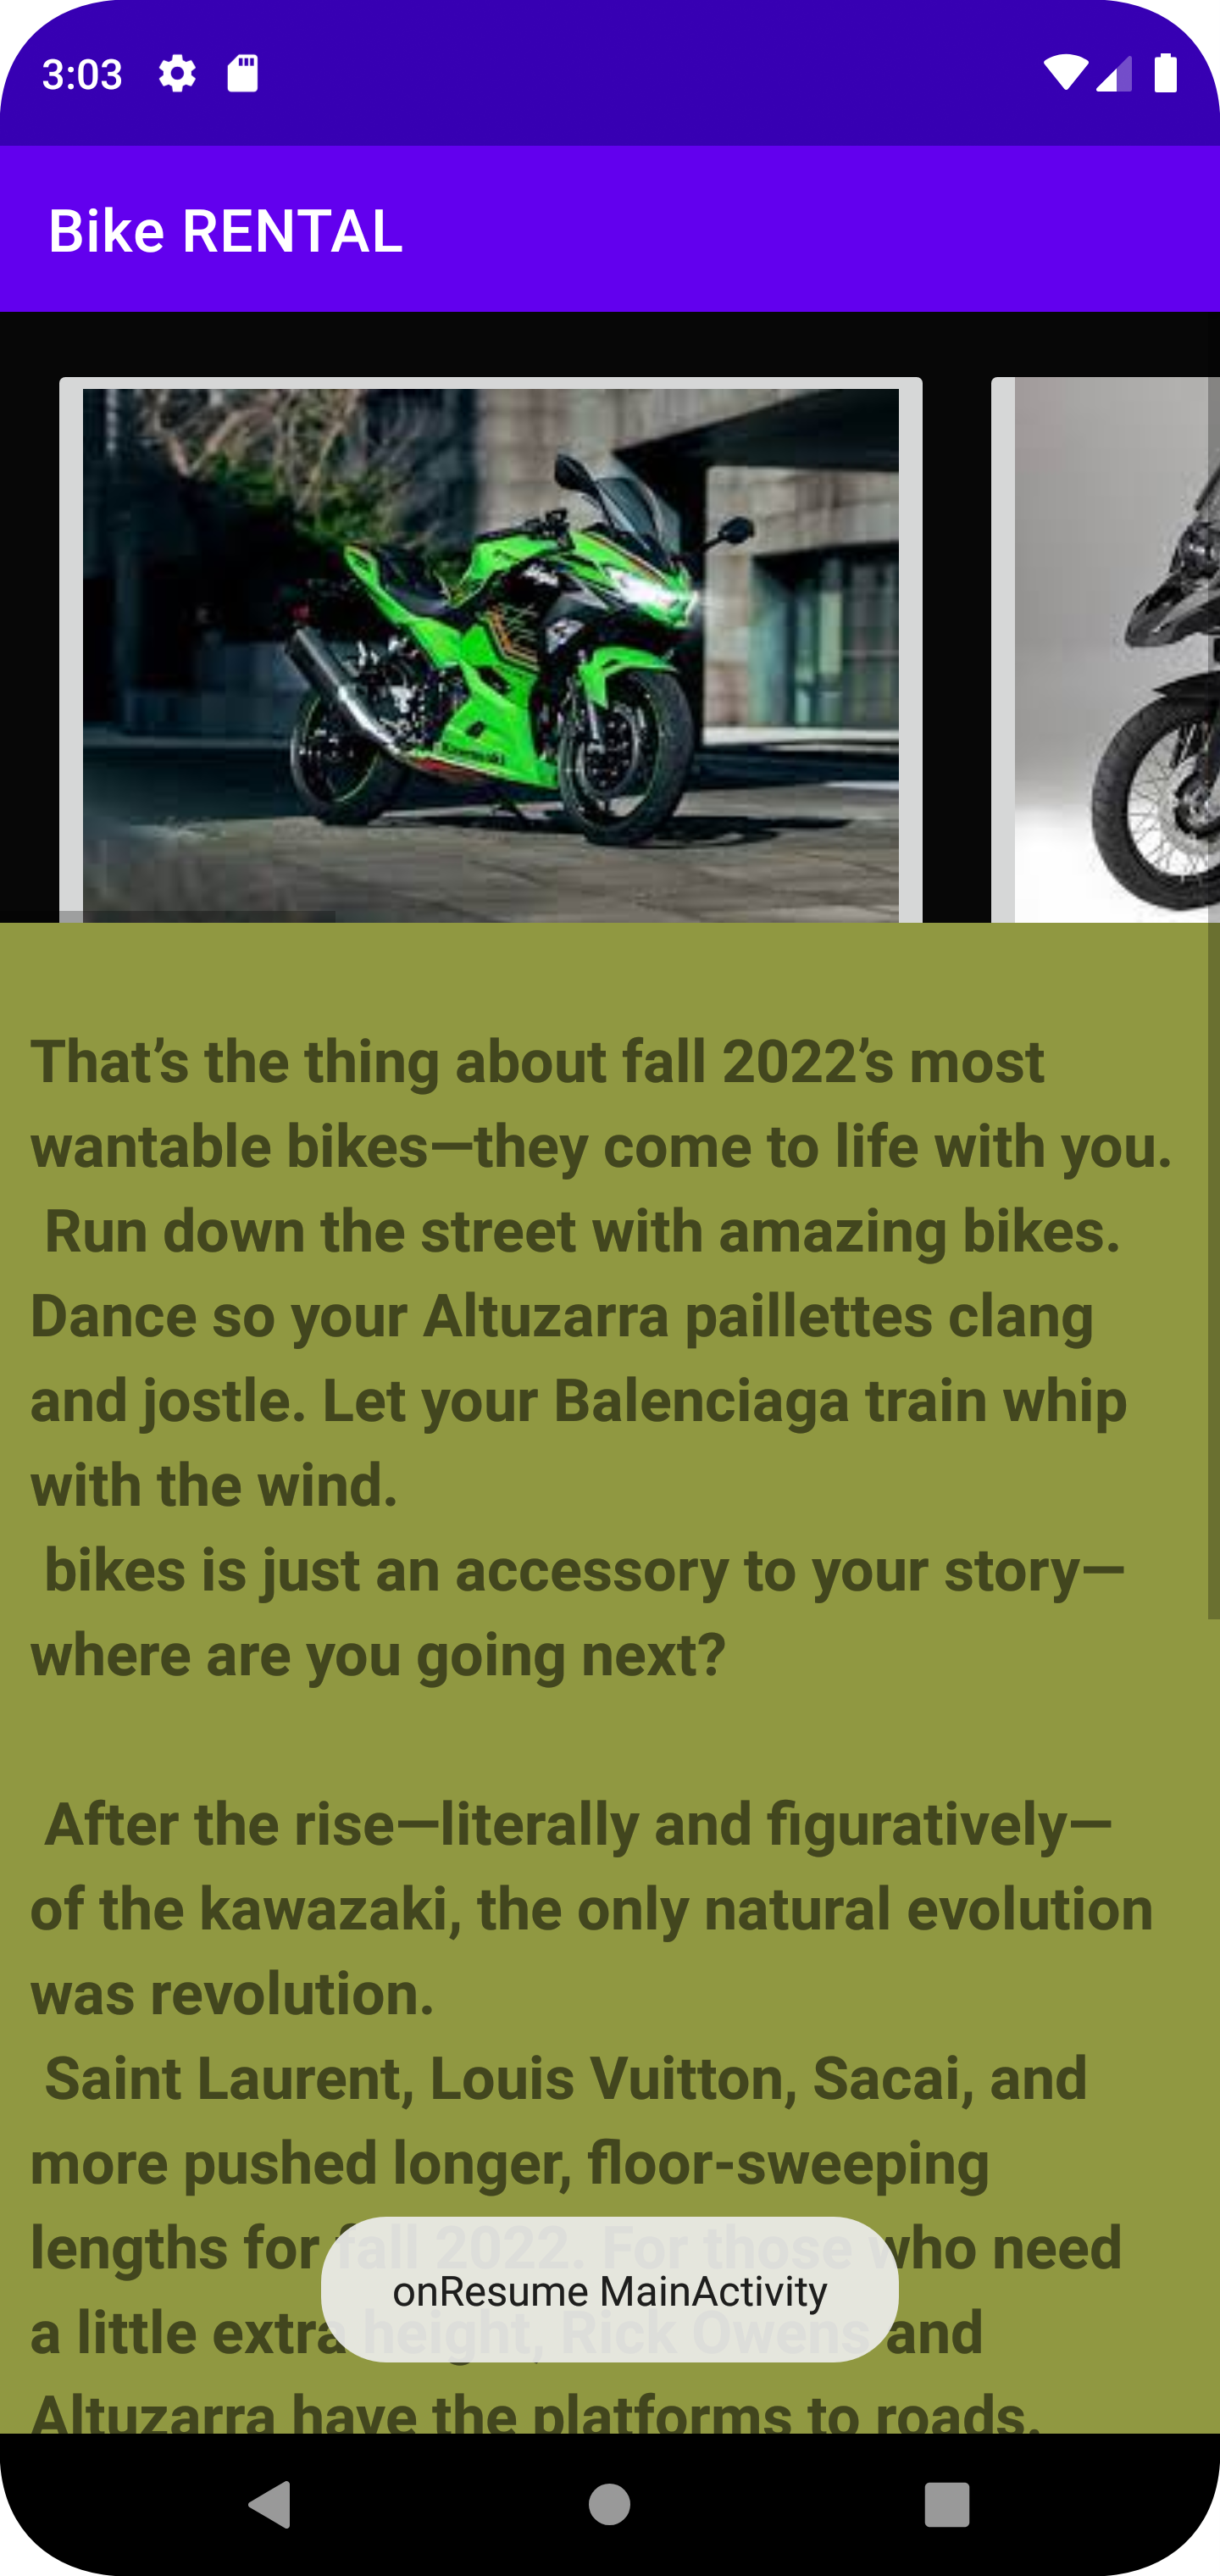 3:03
Bike RENTAL
Ninja
Kawasaki
That’s the thing about fall 2022’s most
wantable bikes—they come to life with you.
Run down the street with amazing bikes.
Dance so your Altuzarra paillettes clang
and jostle. Let your Balenciaga train whip
with the wind.
bikes is just an accessory to your story—
where are you going next?
After the rise—literally and figuratively—
of the kawazaki, the only natural evolution
was revolution.
Saint Laurent, Louis Vuitton, Sacai, and
more pushed longer, floor-sweeping
lengths for fall 2022. For those who need
onResume MainActivity
a little extra height, Rick Owens and
Altuzarra have the platforms to roads.